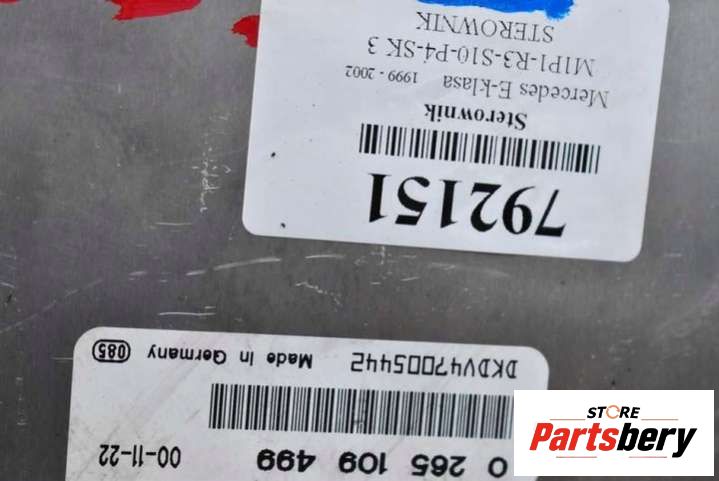 792151
Sterownik
Mercedes E-klasa 1999 - 2002
M1P1-R3-S10-P4-SK 3
STEROWNIK
0 265 109 499
00-11-22
DKDV47005442 Made In Germany 085
STORE
Partsbery